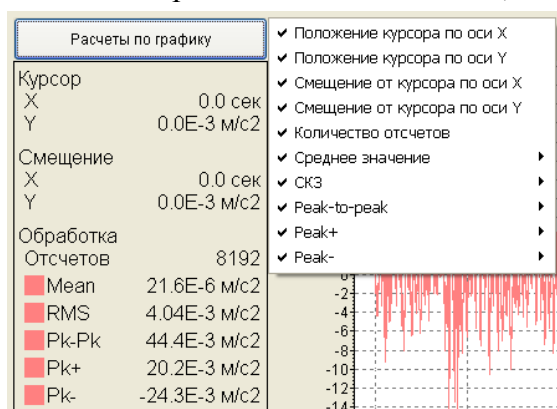 Расчеты по графику
Курсор
X 0.0 сек
Y 0.0E-3 м/с2
Смещение
X 0.0 сек
Y 0.0E-3 м/с2
Обработка
Отсчетов 8192
Mean 21.6E-6 м/с2
RMS 4.04E-3 м/с2
Pk-Pk 44.4E-3 м/с2
Pk+ 20.2E-3 м/с2
Pk- -24.3E-3 м/с2
Положение курсора по оси X
Положение курсора по оси Y
Смещение от курсора по оси X
Смещение от курсора по оси Y
Количество отсчетов
Среднее значение
СКЗ
Peak-to-peak
Peak+
Peak-
0
-2
-4
-6
-8
-10
-12
-14